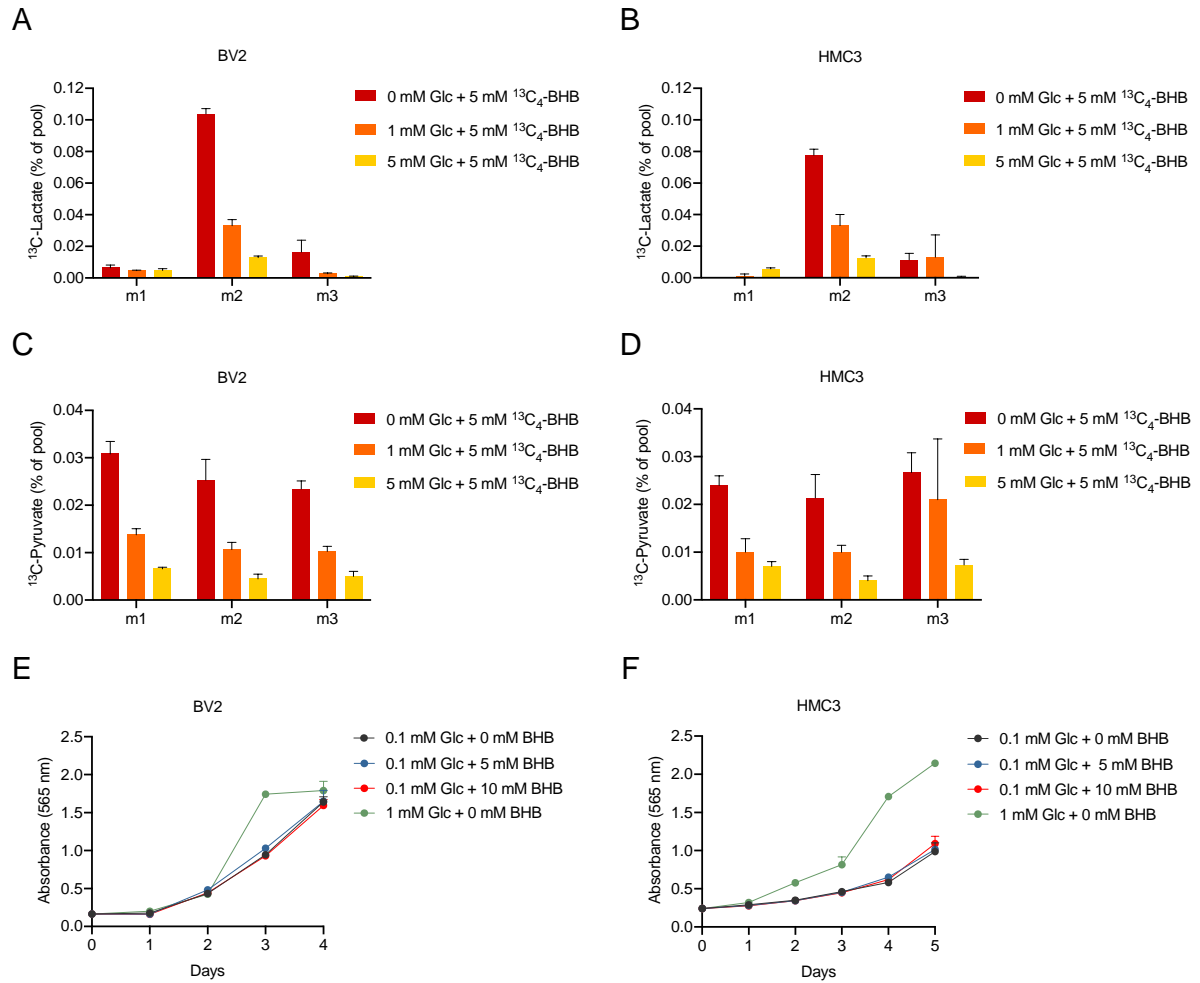 A
BV2
¹³C-Lactate (% of pool)
0.12
0.10
0.08
0.06
0.04
0.02
0.00
m1 m2 m3
0 mM Glc + 5 mM ¹³C₄-BHB
1 mM Glc + 5 mM ¹³C₄-BHB
5 mM Glc + 5 mM ¹³C₄-BHB
B
HMC3
¹³C-Lactate (% of pool)
0.12
0.10
0.08
0.06
0.04
0.02
0.00
m1 m2 m3
0 mM Glc + 5 mM ¹³C₄-BHB
1 mM Glc + 5 mM ¹³C₄-BHB
5 mM Glc + 5 mM ¹³C₄-BHB
C
BV2
¹³C-Pyruvate (% of pool)
0.04
0.03
0.02
0.01
0.00
m1 m2 m3
0 mM Glc + 5 mM ¹³C₄-BHB
1 mM Glc + 5 mM ¹³C₄-BHB
5 mM Glc + 5 mM ¹³C₄-BHB
D
HMC3
¹³C-Pyruvate (% of pool)
0.04
0.03
0.02
0.01
0.00
m1 m2 m3
0 mM Glc + 5 mM ¹³C₄-BHB
1 mM Glc + 5 mM ¹³C₄-BHB
5 mM Glc + 5 mM ¹³C₄-BHB
E
BV2
Absorbance (565 nm)
2.5
2.0
1.5
1.0
0.5
0.0
0 1 2 3 4
Days
0.1 mM Glc + 0 mM BHB
0.1 mM Glc + 5 mM BHB
0.1 mM Glc + 10 mM BHB
1 mM Glc + 0 mM BHB
F
HMC3
Absorbance (565 nm)
2.5
2.0
1.5
1.0
0.5
0.0
0 1 2 3 4 5
Days
0.1 mM Glc + 0 mM BHB
0.1 mM Glc + 5 mM BHB
0.1 mM Glc + 10 mM BHB
1 mM Glc + 0 mM BHB